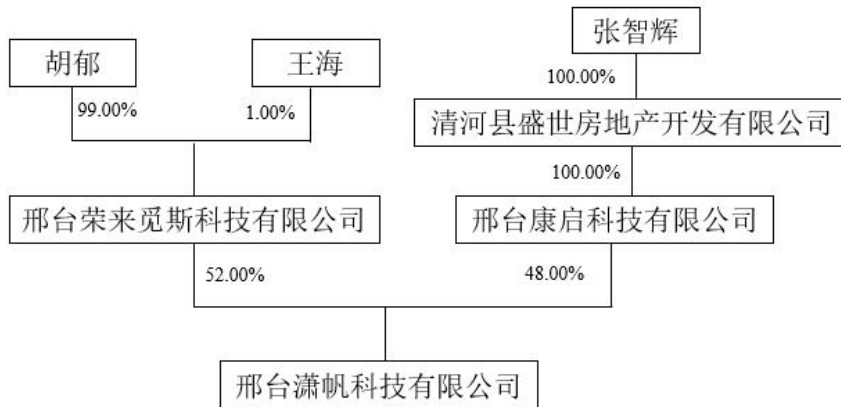 张智辉
胡郁
王海
100.00%
99.00%
1.00%
清河县盛世房地产开发有限公司
100.00%
邢台荣来觅斯科技有限公司
邢台康启科技有限公司
52.00%
48.00%
邢台潇帆科技有限公司